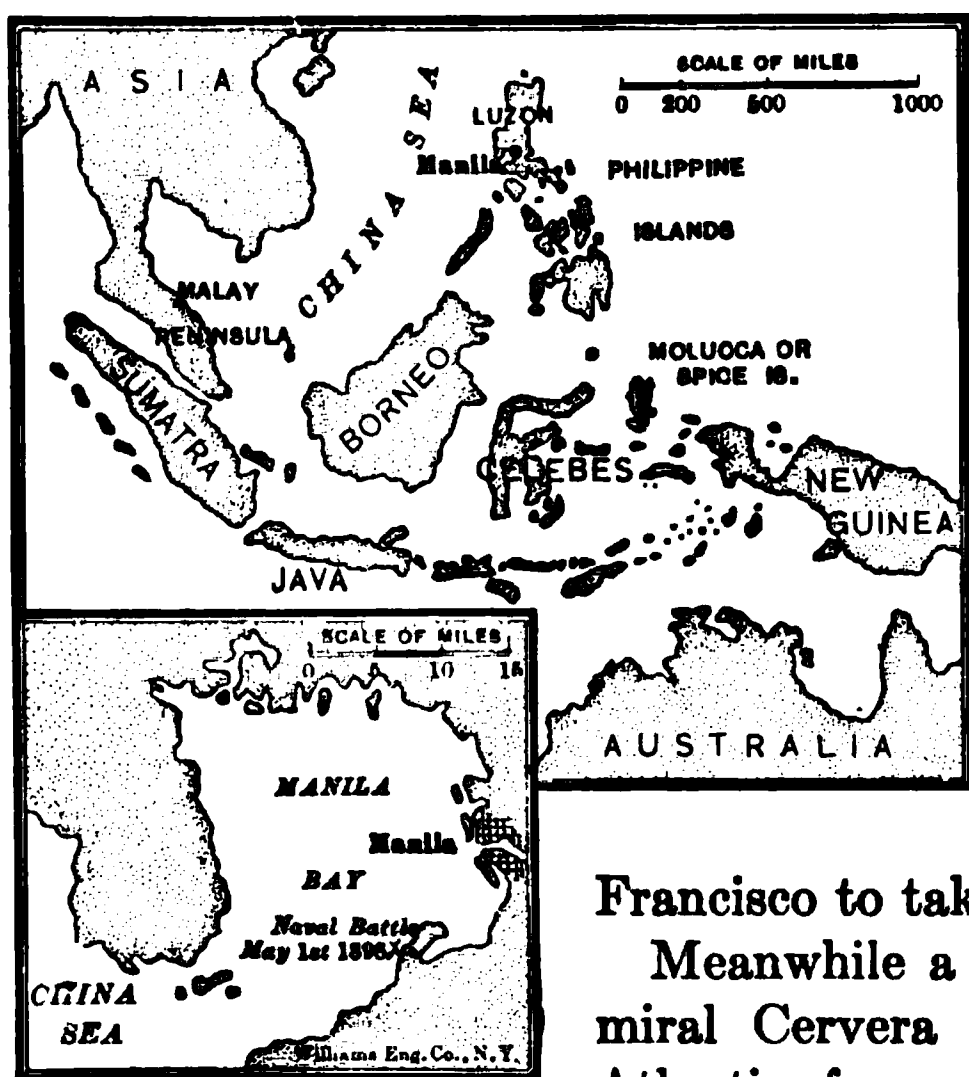 SCALE OF MILES
0 200 500 1000
ASIA
CHINA SEA
LUZON
Manila
PHILIPPINE
ISLANDS
MALAY
PENINSULA
SUMATRA
BORNEO
MOLUOCA OR
SPICE IS.
CEDEBES
NEW
GUINEA
JAVA
AUSTRALIA
SCALE OF MILES
0 5 10 15
MANILA
Manila
BAY
Naval Battle
May 1st 1898
CHINA
SEA
Williams Eng. Co., N.Y.
Francisco to tak
Meanwhile a
miral Cervera